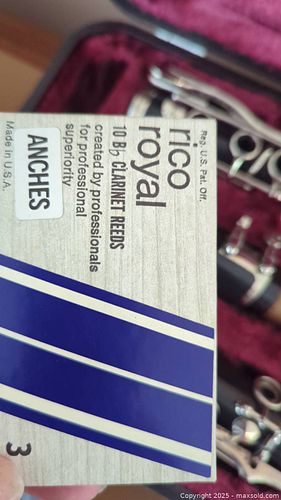 Reg. U.S. Pat. Off.
rico
royal
10 B♭ CLARINET REEDS
created by professionals
for professional
superiority
ANCHES
Made in U.S.A.
3
Copyright 2025 - maxsold.com